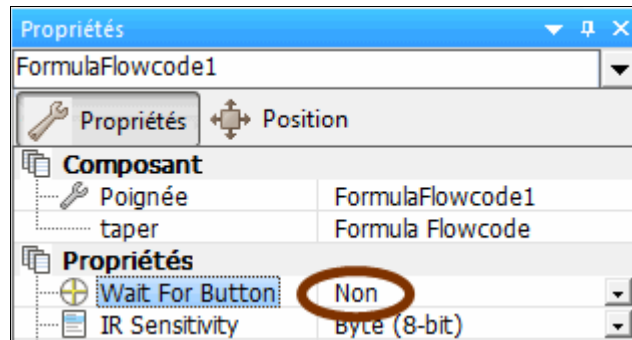 Propriétés
FormulaFlowcode1
Propriétés Position
Composant
Poignée FormulaFlowcode1
taper Formula Flowcode
Propriétés
Wait For Button Non
IR Sensitivity Byte (8-bit)